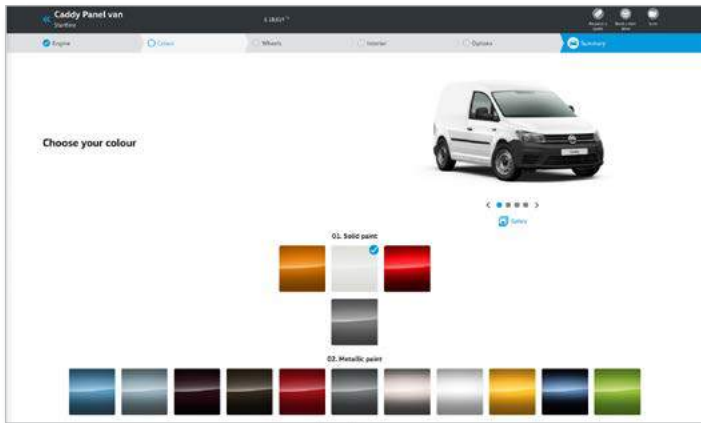 Caddy Panel van
Startline
Engine
Colour
Wheels
Interior
Options
Summary
Choose your colour
Gallery
01. Solid paint
02. Metallic paint